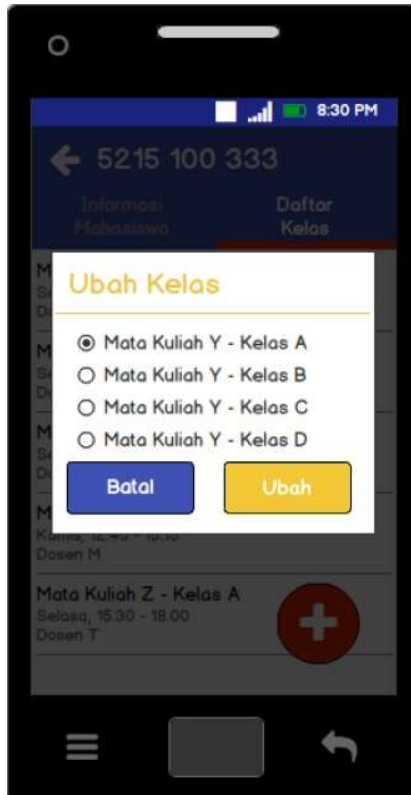 8:30 PM
5215 100 333
Informasi
Mahasiswa
Daftar
Kelas
Ubah Kelas
Mata Kuliah Y - Kelas A
Mata Kuliah Y - Kelas B
Mata Kuliah Y - Kelas C
Mata Kuliah Y - Kelas D
Batal
Ubah
Kamis, 12.40 - 15.10
Dosen M
Mata Kuliah Z - Kelas A
Selasa, 15.30 - 18.00
Dosen T